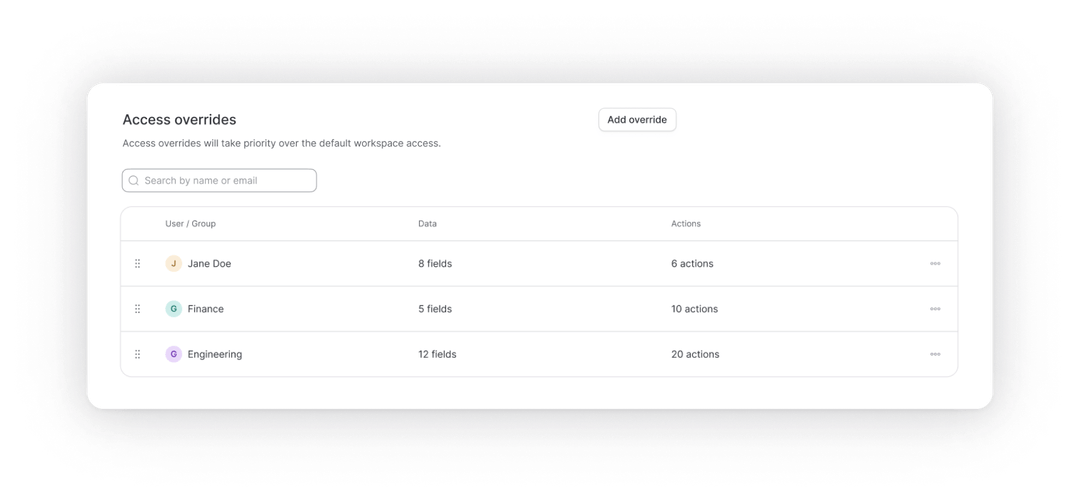 Access overrides
Add override
Access overrides will take priority over the default workspace access.
Search by name or email
User / Group Data Actions
J Jane Doe 8 fields 6 actions
G Finance 5 fields 10 actions
G Engineering 12 fields 20 actions